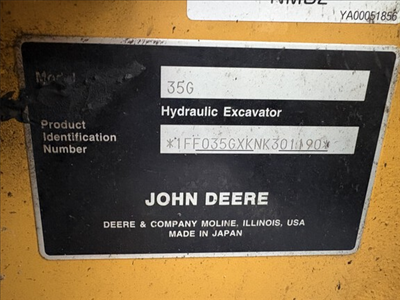 YA00051856
Model
35G
Hydraulic Excavator
Product
Identification
Number
*1FF035GXKNK301190*
JOHN DEERE
DEERE & COMPANY MOLINE, ILLINOIS, USA
MADE IN JAPAN